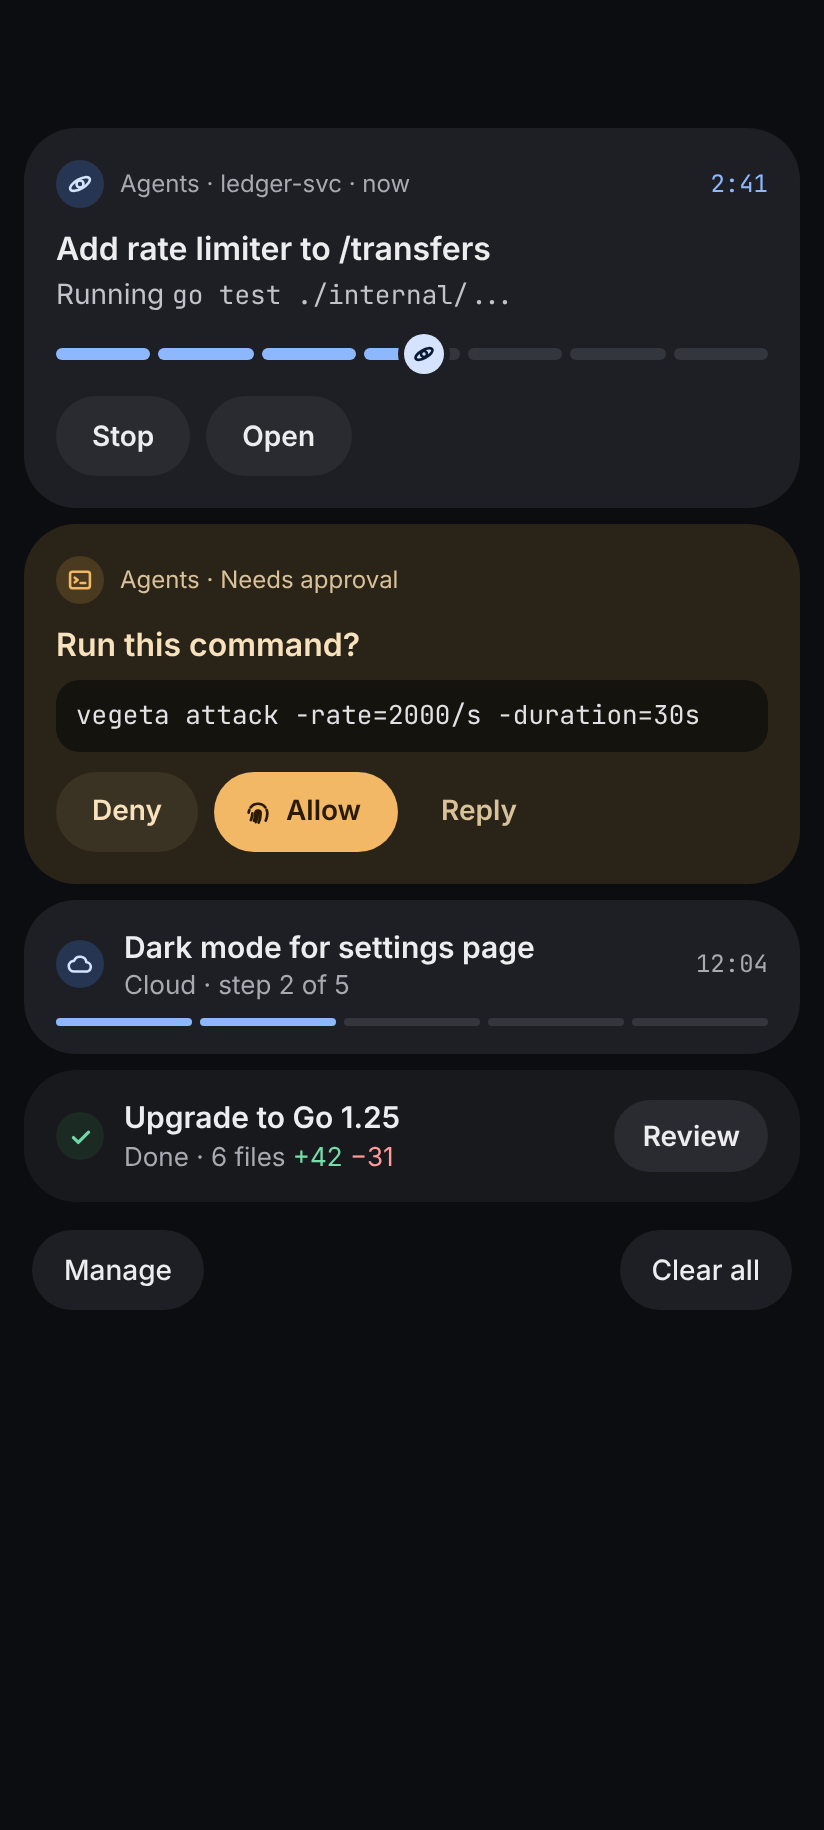 Agents · ledger-svc · now
2:41
Add rate limiter to /transfers
Running go test ./internal/...
Stop
Open
Agents · Needs approval
Run this command?
vegeta attack -rate=2000/s -duration=30s
Deny
Allow
Reply
Dark mode for settings page
12:04
Cloud · step 2 of 5
Upgrade to Go 1.25
Done · 6 files +42 −31
Review
Manage
Clear all